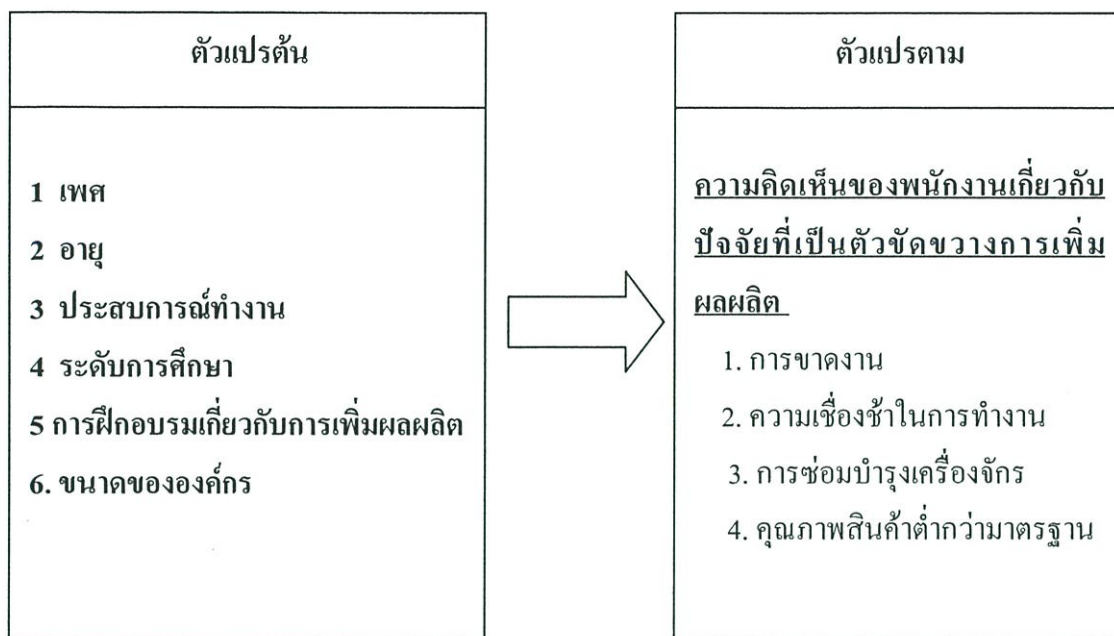 ตัวแปรต้น
1 เพศ
2 อายุ
3 ประสบการณ์ทำงาน
4 ระดับการศึกษา
5 การฝึกอบรมเกี่ยวกับการเพิ่มผลผลิต
6. ขนาดขององค์กร
ตัวแปรตาม
ความคิดเห็นของพนักงานเกี่ยวกับ
ปัจจัยที่เป็นตัวขัดขวางการเพิ่ม
ผลผลิต
1. การขาดงาน
2. ความเชื่องช้าในการทำงาน
3. การซ่อมบำรุงเครื่องจักร
4. คุณภาพสินค้าต่ำกว่ามาตรฐาน